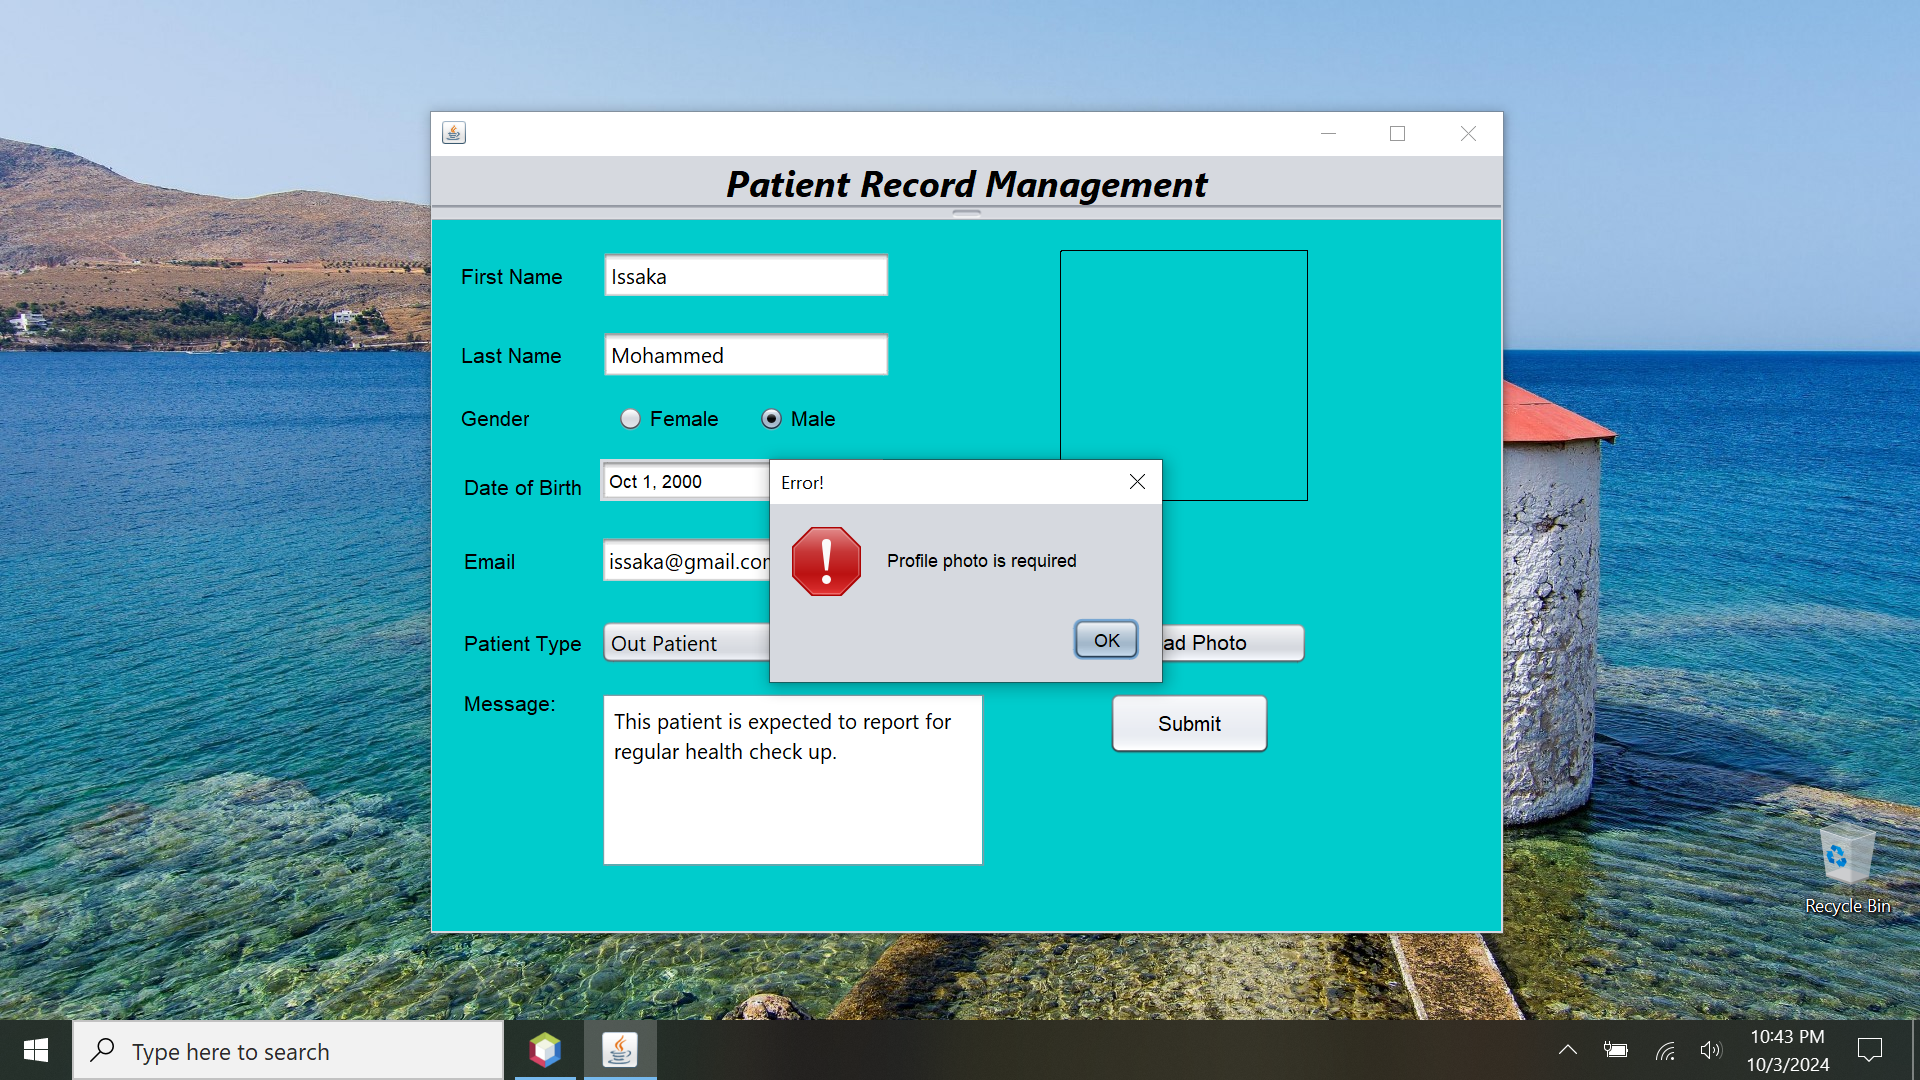 Patient Record Management
First Name
Issaka
Last Name
Mohammed
Gender
Female
Male
Date of Birth
Oct 1, 2000
Error!
Profile photo is required
OK
Email
issaka@gmail.cor
Patient Type
Out Patient
ad Photo
Message:
This patient is expected to report for
regular health check up.
Submit
Recycle Bin
Type here to search
10:43 PM
10/3/2024